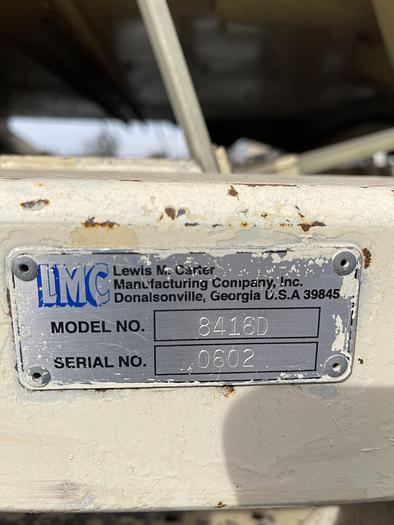 LMC Lewis M. Carter
Manufacturing Company, Inc.
Donalsonville, Georgia U.S.A 39845
MODEL NO. 8416D
SERIAL NO. 0602